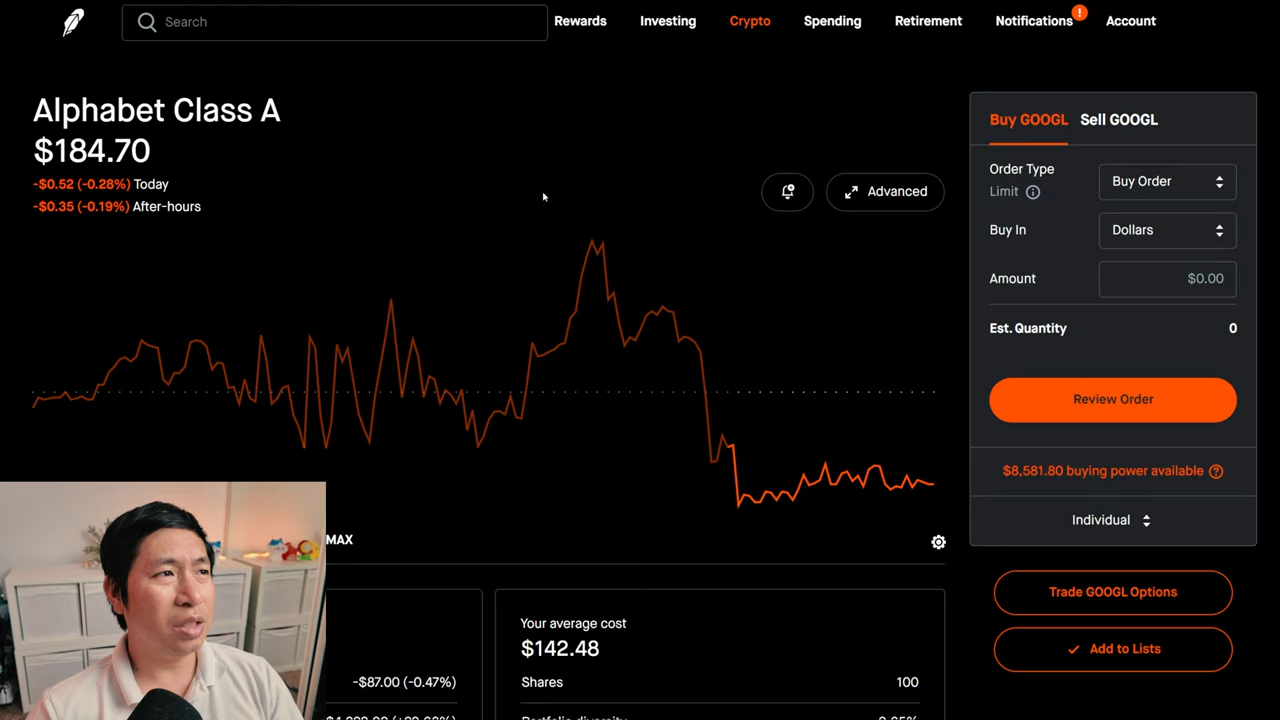 Search
Rewards
Investing
Crypto
Spending
Retirement
Notifications
!
Account
Alphabet Class A
$184.70
-$0.52 (-0.28%) Today
-$0.35 (-0.19%) After-hours
Advanced
Buy GOOGL
Sell GOOGL
Order Type
Limit
Buy Order
Buy In
Dollars
Amount
$0.00
Est. Quantity
0
Review Order
$8,581.80 buying power available
Individual
Trade GOOGL Options
Add to Lists
MAX
-$87.00 (-0.47%)
Your average cost
$142.48
Shares
100